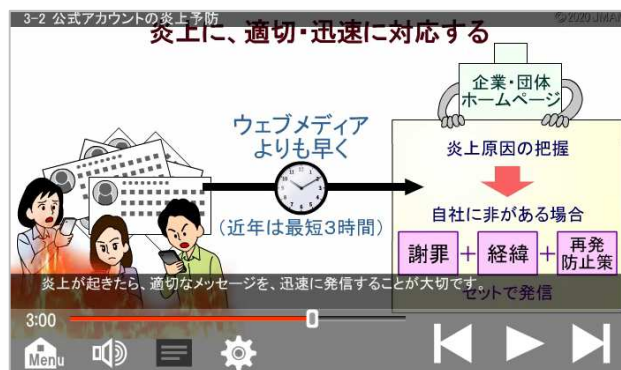 3-2 公式アカウントの炎上予防
©2020 JMAM
炎上に、適切・迅速に対応する
企業・団体
ホームページ
ウェブメディア
よりも早く
(近年は最短3時間)
炎上原因の把握
自社に非がある場合
謝罪+経緯+再発
防止策
セットで発信
炎上が起きたら、適切なメッセージを、迅速に発信することが大切です。
3:00
Menu